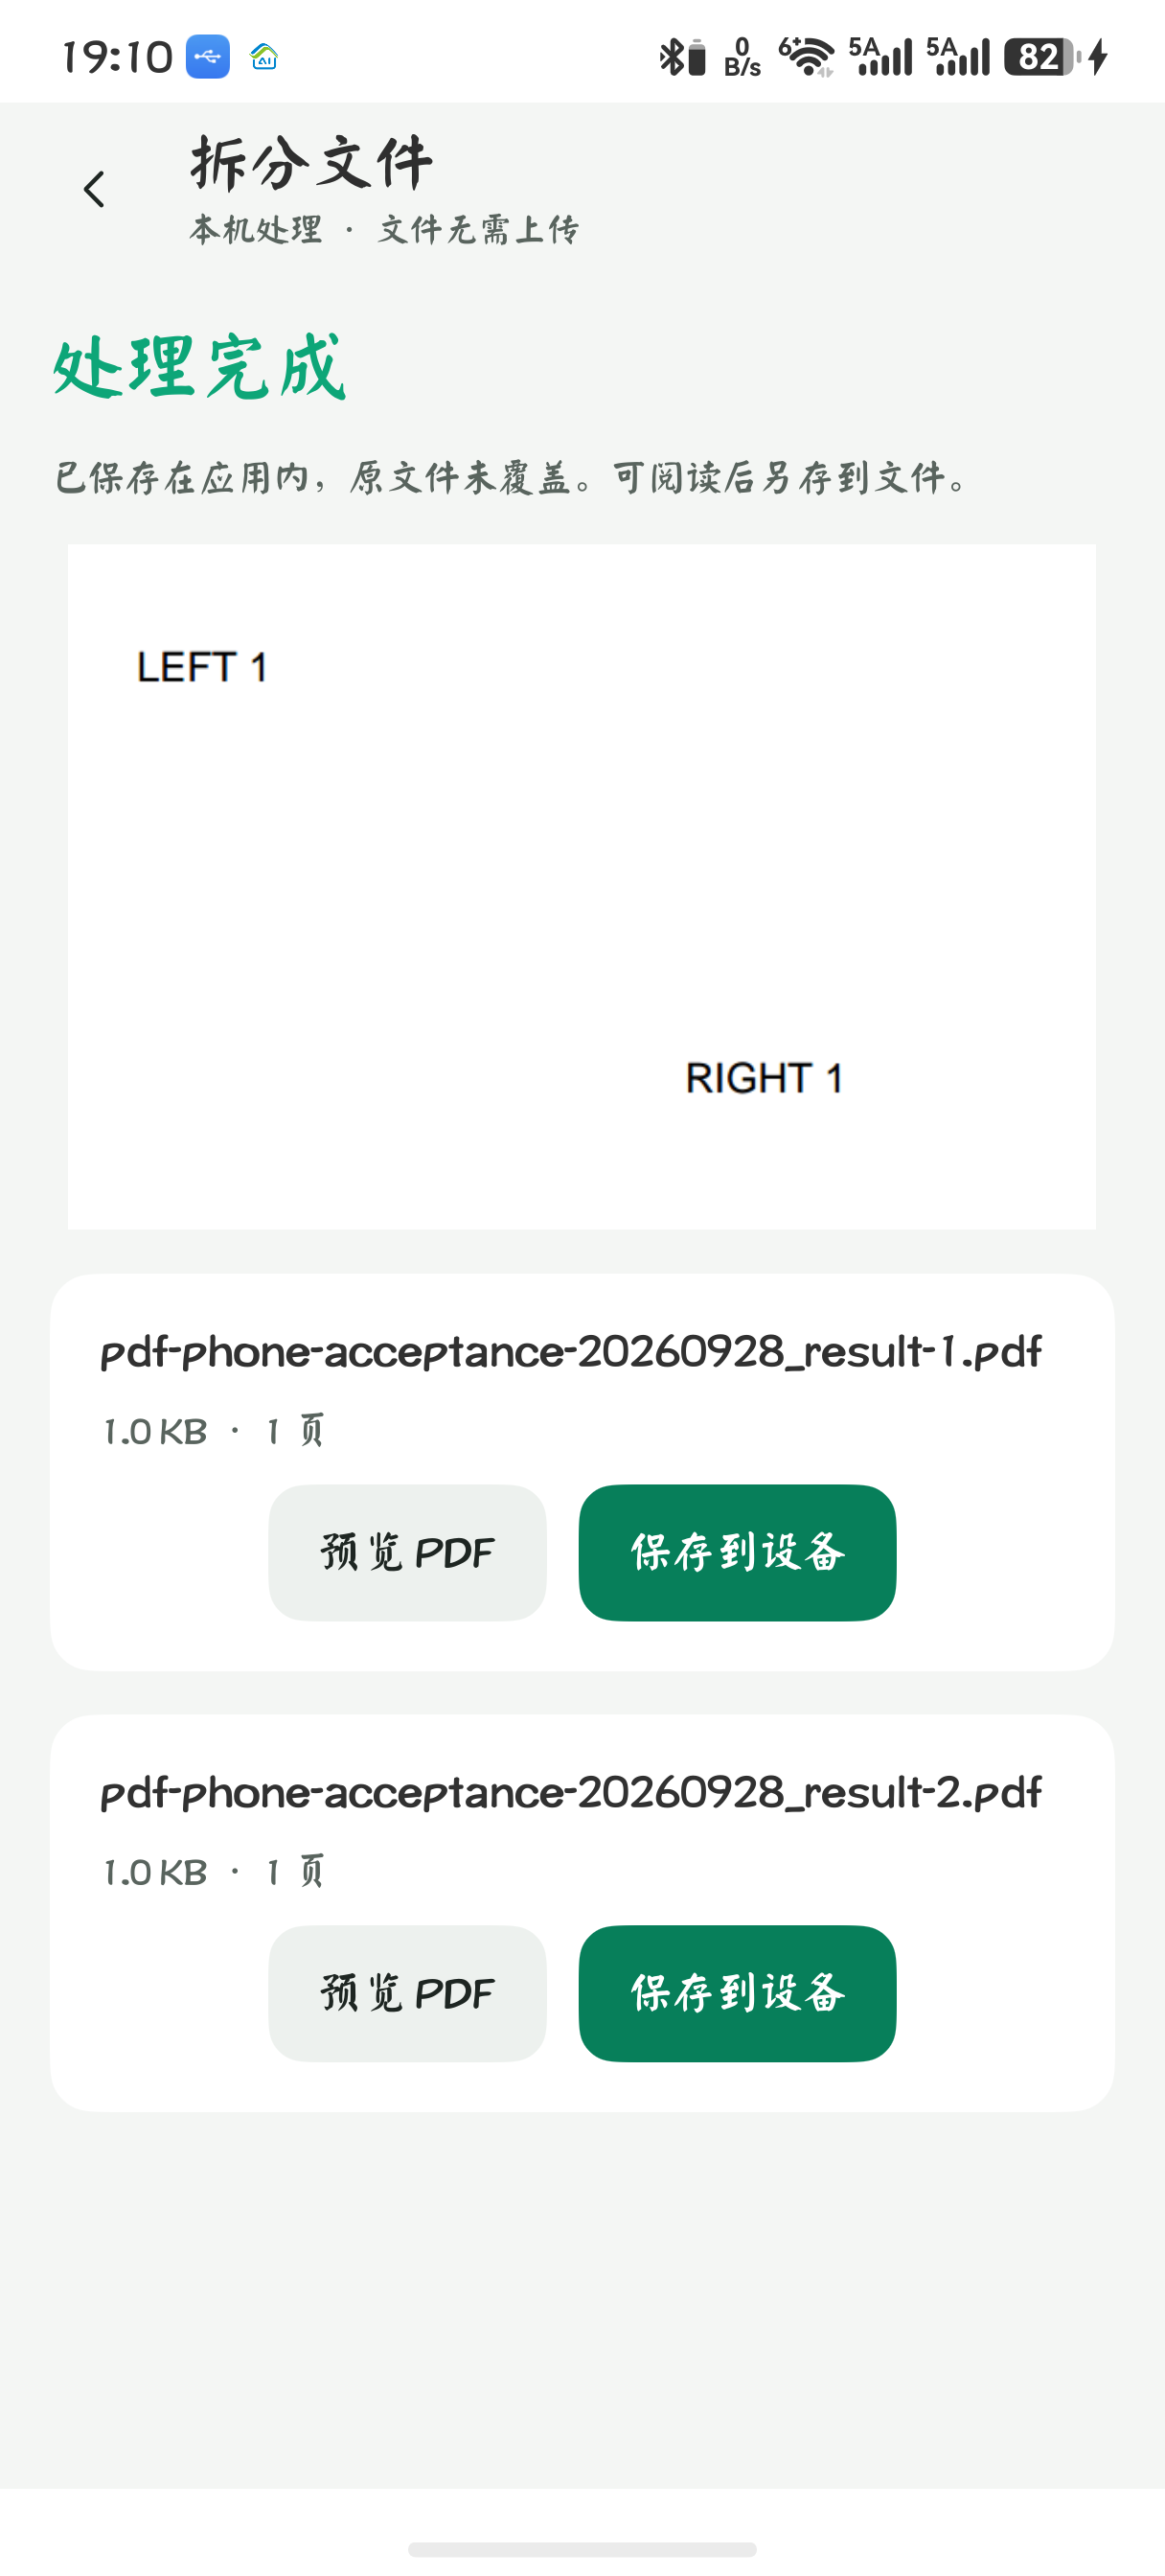 19:10
AI
0 B/s
6+
5A
5A
82
拆分文件
本机处理 · 文件无需上传
处理完成
已保存在应用内，原文件未覆盖。可阅读后另存到文件。
LEFT 1
RIGHT 1
pdf-phone-acceptance-20260928_result-1.pdf
1.0 KB · 1 页
预览 PDF
保存到设备
pdf-phone-acceptance-20260928_result-2.pdf
1.0 KB · 1 页
预览 PDF
保存到设备